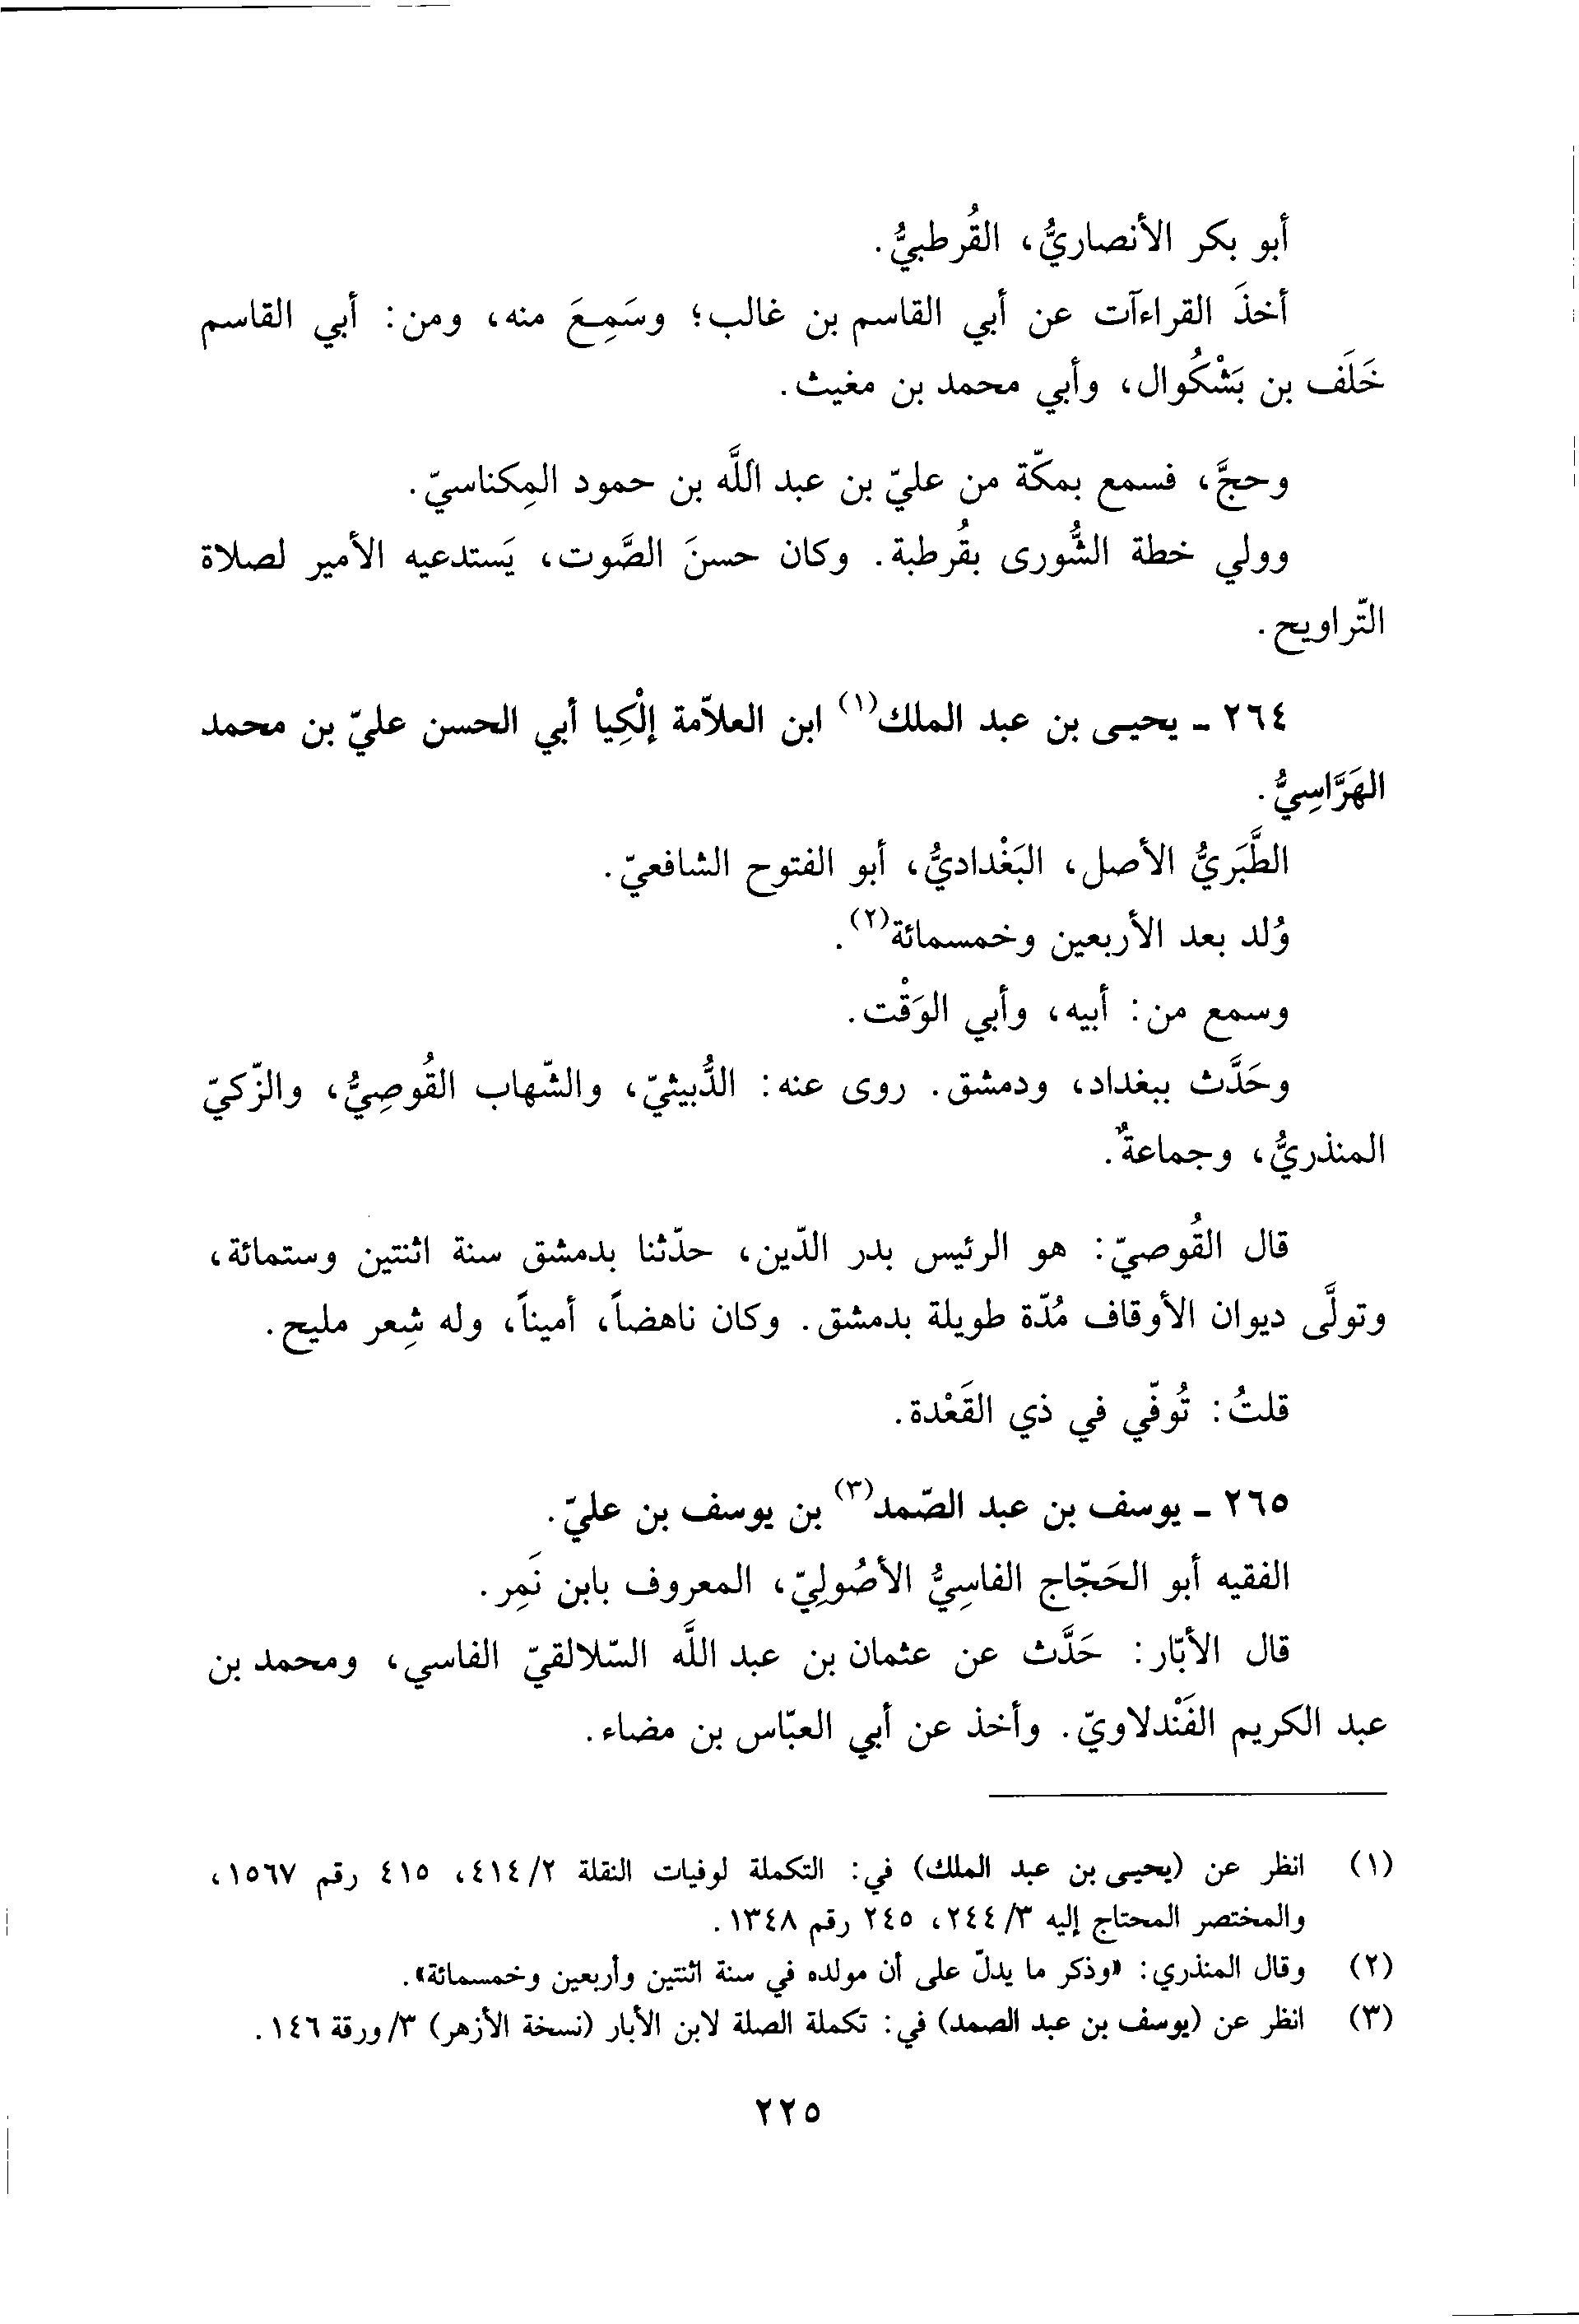 أبو بكر الأنصاريُّ، القُرطبيُّ.
أخذَ القراءآت عن أبي القاسم بن غالب؛ وسَمِعَ منه، ومن: أبي القاسم
خَلَف بن بَشْكُوال، وأبي محمد بن مغيث.
وحجَّ، فسمع بمكّة من عليّ بن عبد اللَّه بن حمود المِكناسيّ.
وولي خطة الشُّورى بقُرطبة. وكان حسنَ الصَّوت، يَستدعيه الأمير لصلاة
التّراويح.
٢٦٤ ـ يحيى بن عبد الملك(١) ابن العلاّمة إلْكِيا أبي الحسن عليّ بن محمد
الهَرَّاسِيُّ.
الطَّبَريُّ الأصل، البَغْداديُّ، أبو الفتوح الشافعيّ.
وُلد بعد الأربعين وخمسمائة(٢).
وسمع من: أبيه، وأبي الوَقْت.
وحَدَّث ببغداد، ودمشق. روى عنه: الدُّبيثيّ، والشّهاب القُوصِيُّ، والزّكيّ
المنذريُّ، وجماعةٌ.
قال القُوصيّ: هو الرئيس بدر الدّين، حدّثنا بدمشق سنة اثنتين وستمائة،
وتولَّى ديوان الأوقاف مُدّة طويلة بدمشق. وكان ناهضاً، أميناً، وله شِعر مليح.
قلتُ: تُوفّي في ذي القَعْدة.
٢٦٥ ـ يوسف بن عبد الصّمد(٣) بن يوسف بن عليّ.
الفقيه أبو الحَجّاج الفاسِيُّ الأصُولِيّ، المعروف بابن نَمِر.
قال الأبّار: حَدَّث عن عثمان بن عبد اللَّه السّلالقيّ الفاسي، ومحمد بن
عبد الكريم الفَنْدلاويّ. وأخذ عن أبي العبّاس بن مضاء.
(١) انظر عن (يحيى بن عبد الملك) في: التكملة لوفيات النقلة ٢/٤١٤، ٤١٥ رقم ١٥٦٧،
والمختصر المحتاج إليه ٣/٢٤٤، ٢٤٥ رقم ١٣٤٨.
(٢) وقال المنذري: «وذكر ما يدلّ على أن مولده في سنة اثنتين وأربعين وخمسمائة».
(٣) انظر عن (يوسف بن عبد الصمد) في: تكملة الصلة لابن الأبار (نسخة الأزهر) ٣/ورقة ١٤٦.
٢٢٥